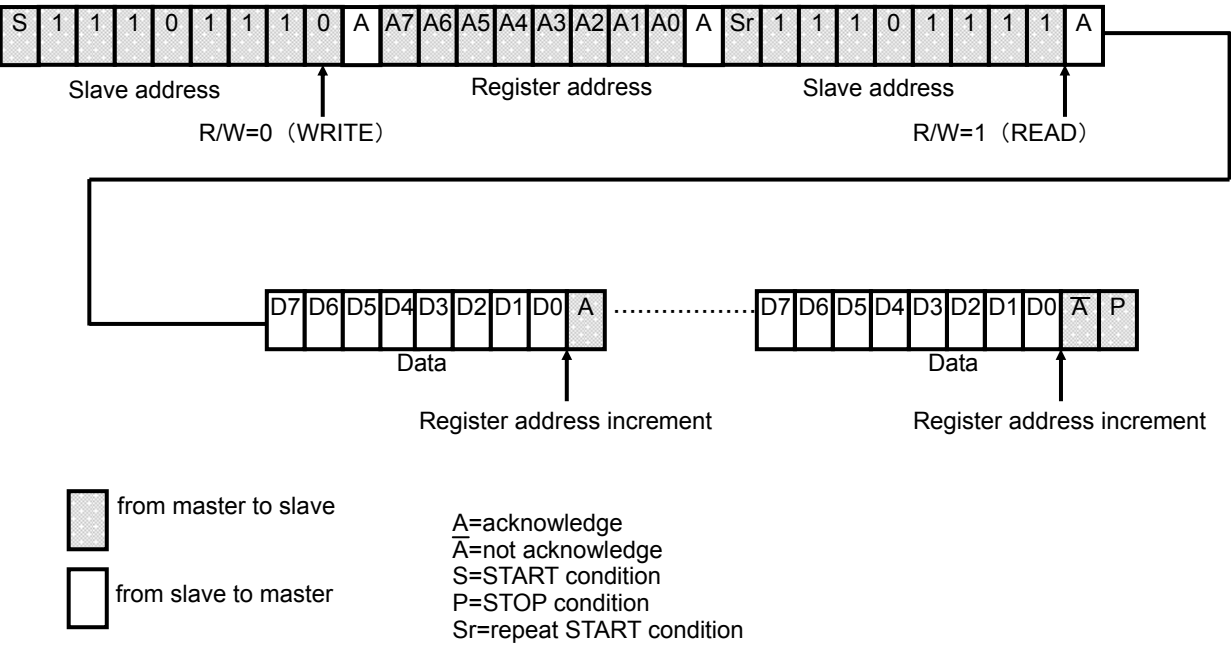 S 1 1 1 0 1 1 1 0 A A7 A6 A5 A4 A3 A2 A1 A0 A Sr 1 1 1 0 1 1 1 1 A
Slave address Register address Slave address
R/W=0（WRITE） R/W=1（READ）
D7 D6 D5 D4 D3 D2 D1 D0 A ................. D7 D6 D5 D4 D3 D2 D1 D0 A̅ P
Data Data
Register address increment Register address increment
from master to slave
from slave to master
A=acknowledge
A̅=not acknowledge
S=START condition
P=STOP condition
Sr=repeat START condition